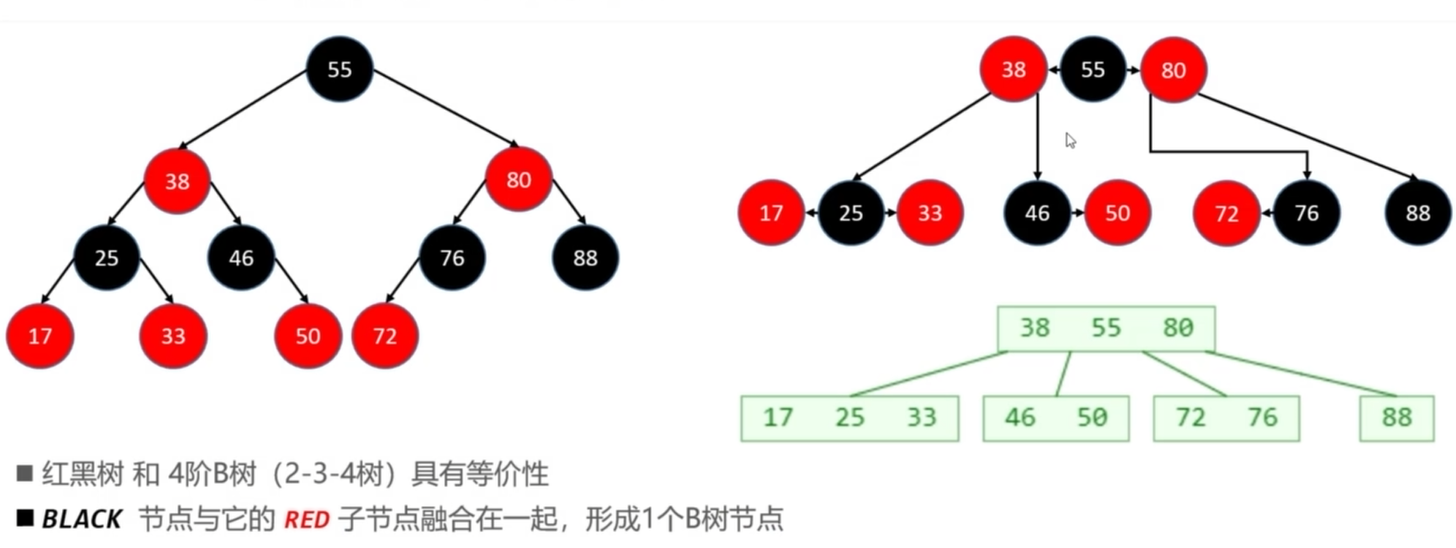 55
38 80
25 46 76 88
17 33 50 72
38 55 80
17 25 33 46 50 72 76 88
38 55 80
17 25 33 46 50 72 76 88
■ 红黑树 和 4阶B树（2-3-4树）具有等价性
■ BLACK 节点与它的 RED 子节点融合在一起，形成1个B树节点